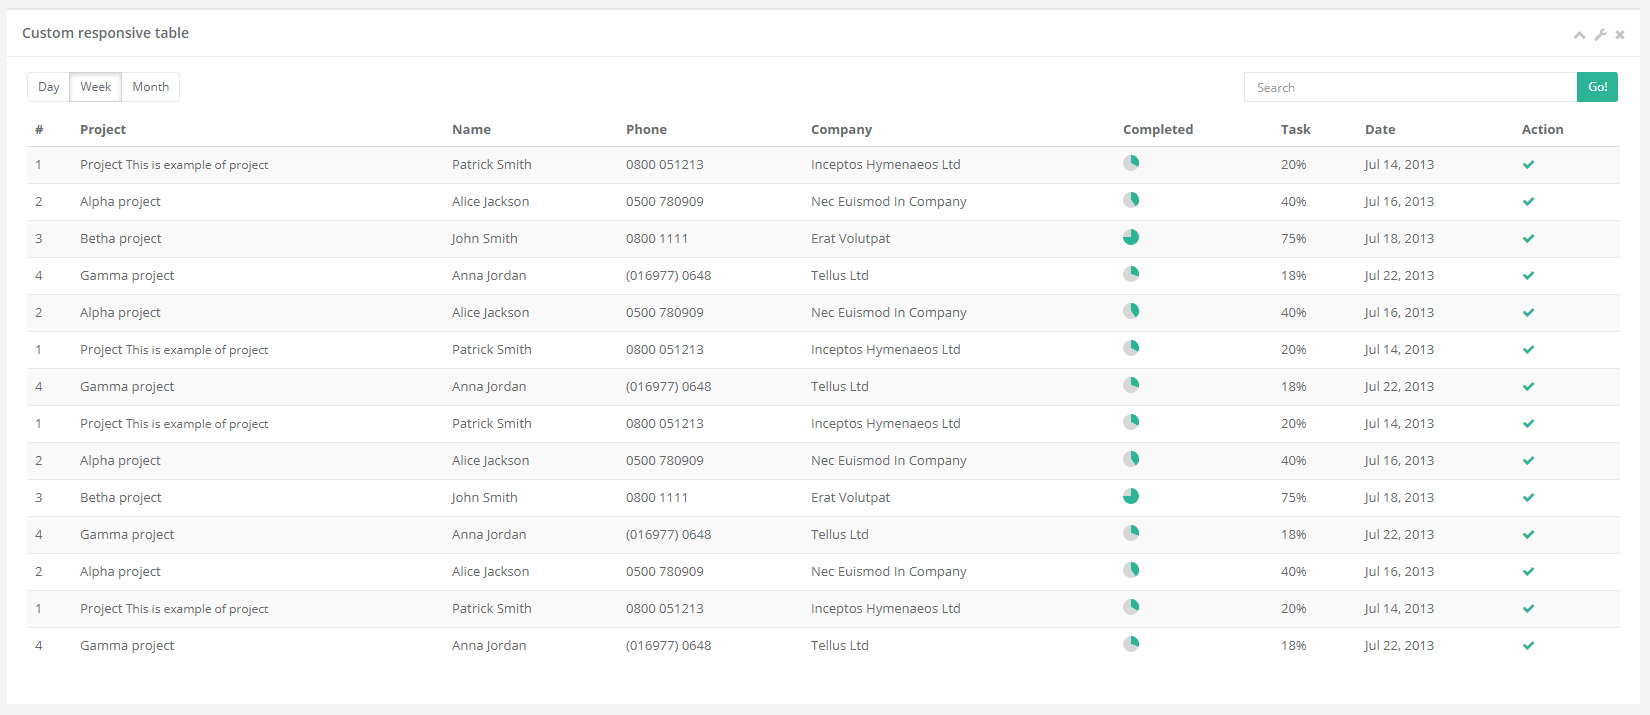 Custom responsive table
Day Week Month Search Go!
# Project Name Phone Company Completed Task Date Action
1 Project This is example of project Patrick Smith 0800 051213 Inceptos Hymenaeos Ltd 20% Jul 14, 2013
2 Alpha project Alice Jackson 0500 780909 Nec Euismod In Company 40% Jul 16, 2013
3 Betha project John Smith 0800 1111 Erat Volutpat 75% Jul 18, 2013
4 Gamma project Anna Jordan (016977) 0648 Tellus Ltd 18% Jul 22, 2013
2 Alpha project Alice Jackson 0500 780909 Nec Euismod In Company 40% Jul 16, 2013
1 Project This is example of project Patrick Smith 0800 051213 Inceptos Hymenaeos Ltd 20% Jul 14, 2013
4 Gamma project Anna Jordan (016977) 0648 Tellus Ltd 18% Jul 22, 2013
1 Project This is example of project Patrick Smith 0800 051213 Inceptos Hymenaeos Ltd 20% Jul 14, 2013
2 Alpha project Alice Jackson 0500 780909 Nec Euismod In Company 40% Jul 16, 2013
3 Betha project John Smith 0800 1111 Erat Volutpat 75% Jul 18, 2013
4 Gamma project Anna Jordan (016977) 0648 Tellus Ltd 18% Jul 22, 2013
2 Alpha project Alice Jackson 0500 780909 Nec Euismod In Company 40% Jul 16, 2013
1 Project This is example of project Patrick Smith 0800 051213 Inceptos Hymenaeos Ltd 20% Jul 14, 2013
4 Gamma project Anna Jordan (016977) 0648 Tellus Ltd 18% Jul 22, 2013